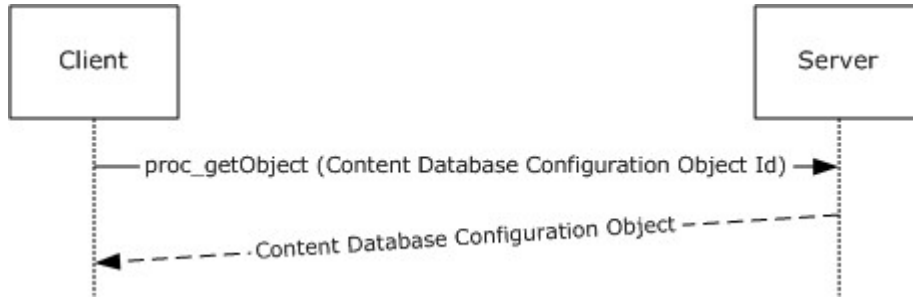 Client
Server
proc_getObject (Content Database Configuration Object Id)
Content Database Configuration Object